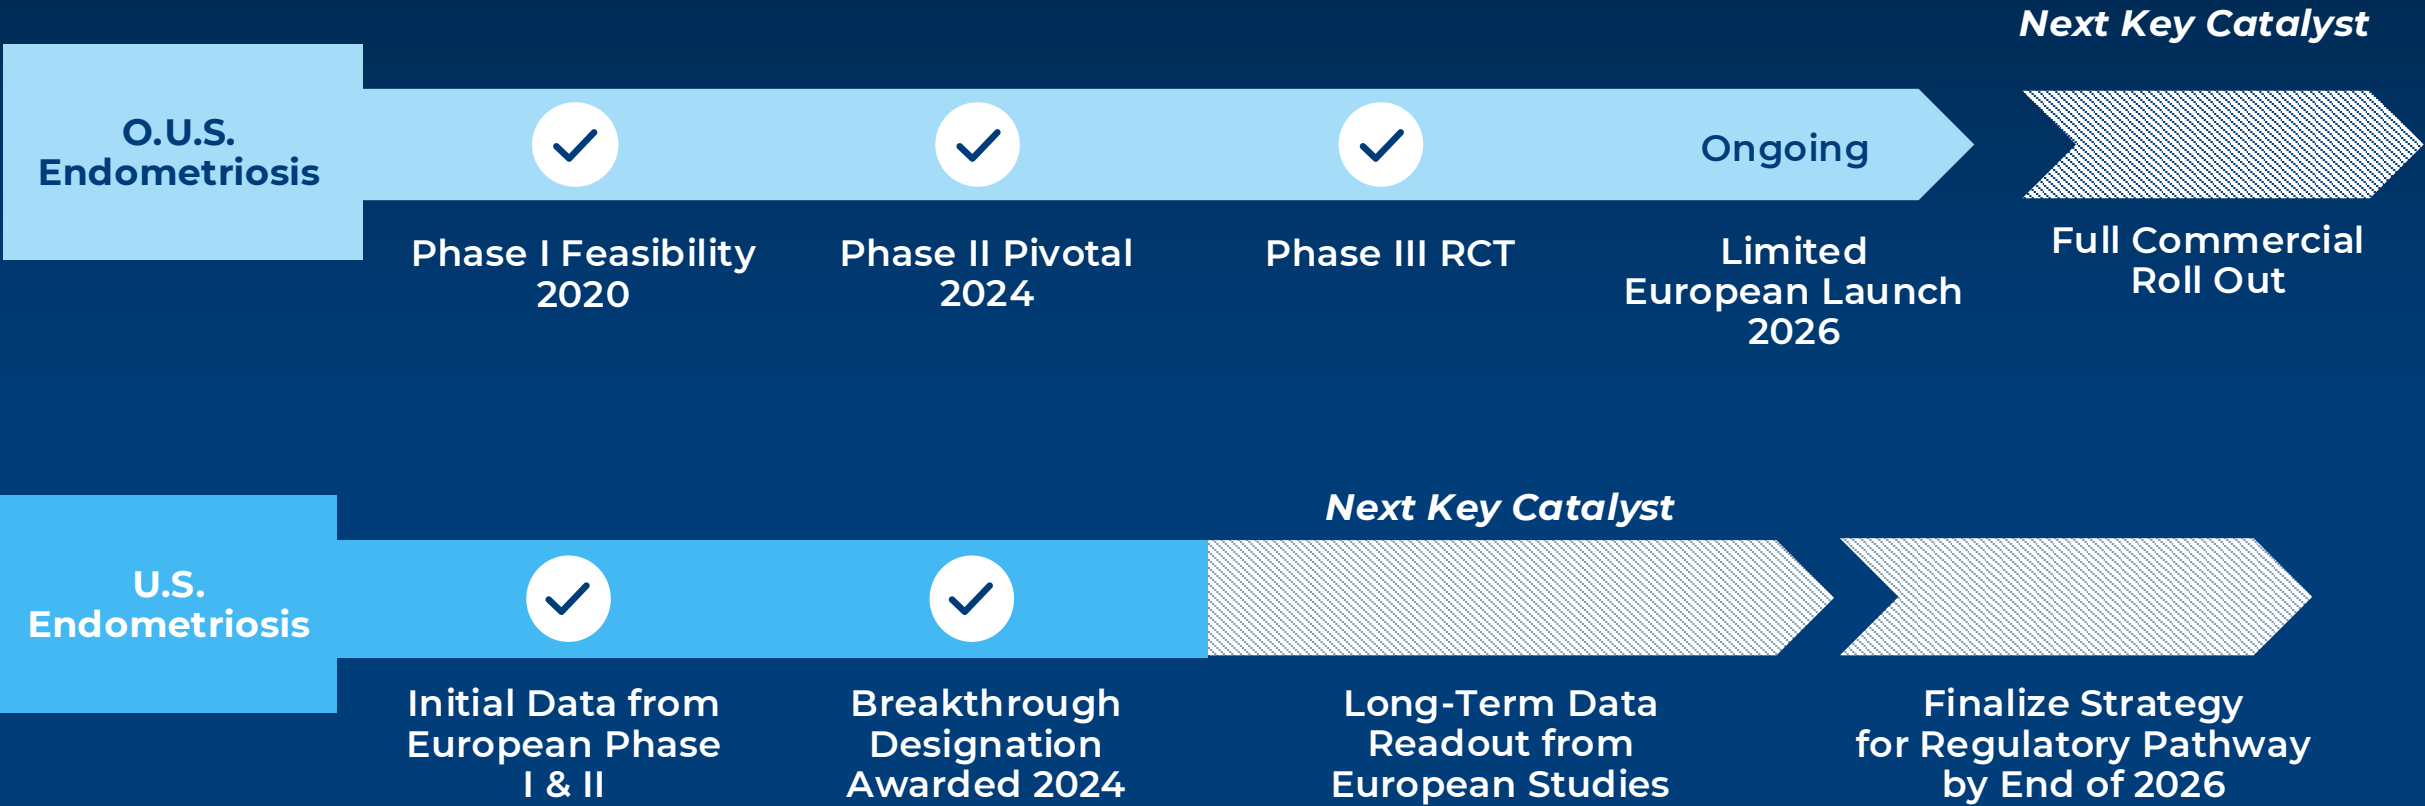 Next Key Catalyst
O.U.S.
Endometriosis
Ongoing
Phase I Feasibility
2020
Phase II Pivotal
2024
Phase III RCT
Limited
European Launch
2026
Full Commercial
Roll Out
Next Key Catalyst
U.S.
Endometriosis
Initial Data from
European Phase
I & II
Breakthrough
Designation
Awarded 2024
Long-Term Data
Readout from
European Studies
Finalize Strategy
for Regulatory Pathway
by End of 2026